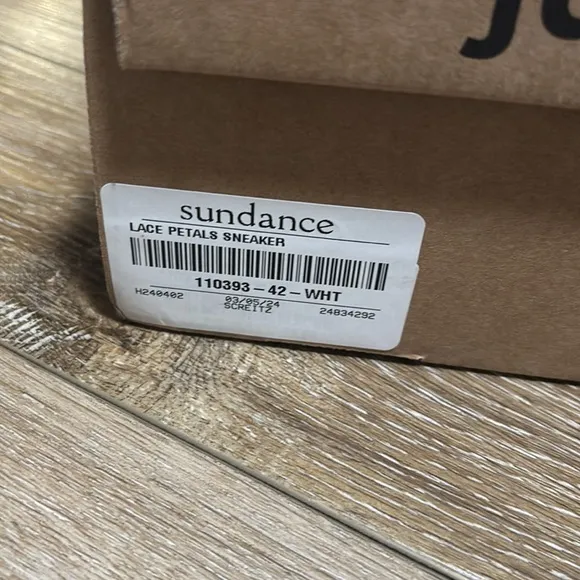 sundance
LACE PETALS SNEAKER
110393-42-WHT
H240402 03/05/24 24834292
SCREITZ